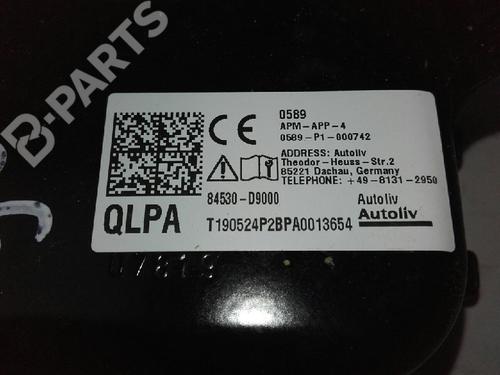 B-PARTS
0589
APM-APP-4
0589-P1-000742
ADDRESS: Autoliv
Theodor-Heuss-Str.2
85221 Dachau, Germany
TELEPHONE: +49-8131-2950
84530-D9000
Autoliv
QLPA
T190524P2BPA0013654
Autoliv